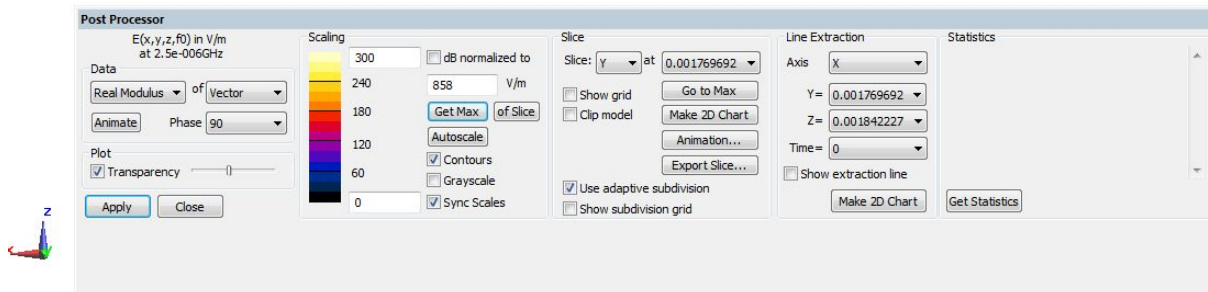 Post Processor
E(x,y,z,f0) in V/m
at 2.5e-006GHz
Data
Real Modulus of Vector
Animate Phase 90
Plot
Transparency
Apply Close
Scaling
300 dB normalized to
240 858 V/m
180 Get Max of Slice
Autoscale
120 Contours
60 Grayscale
0 Sync Scales
Slice
Slice: Y at 0.001769692
Show grid Go to Max
Clip model Make 2D Chart
Animation...
Export Slice...
Use adaptive subdivision
Show subdivision grid
Line Extraction
Axis X
Y= 0.001769692
Z= 0.001842227
Time= 0
Show extraction line
Make 2D Chart
Statistics
Get Statistics
z